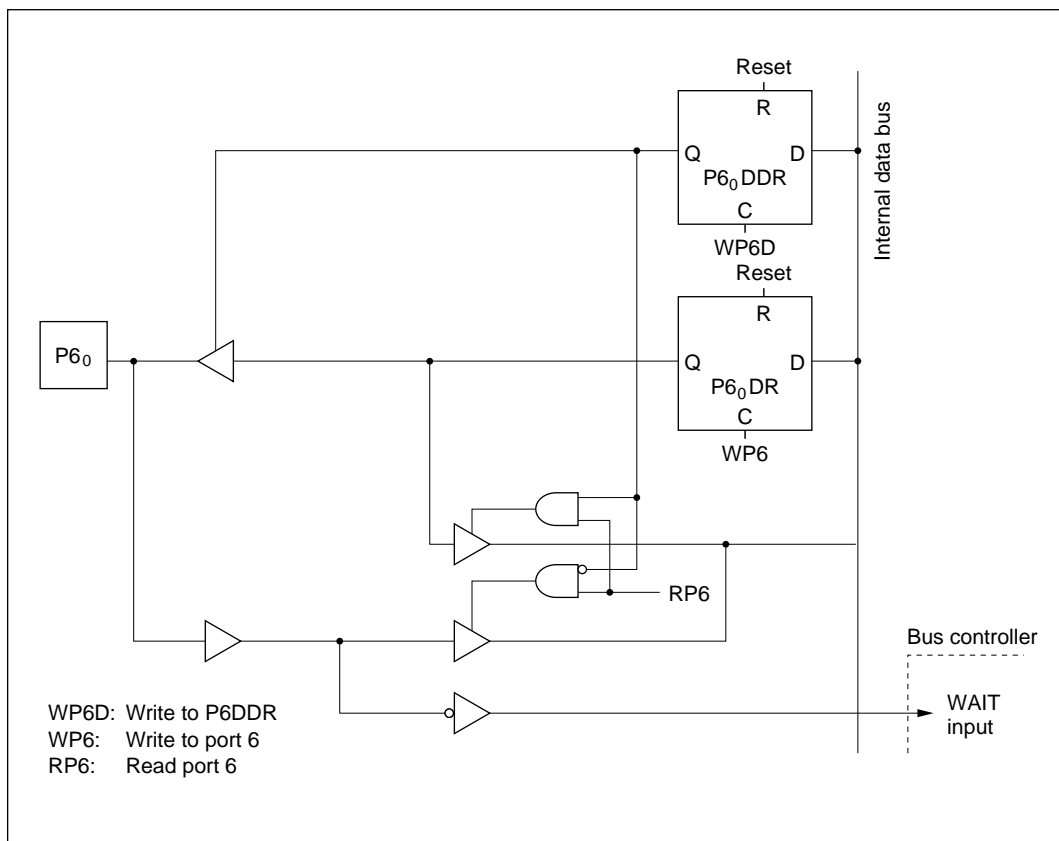 Reset
R
Q D
P6₀DDR
C
WP6D
Internal data bus
Reset
R
P6₀
Q D
P6₀DR
C
WP6
RP6
Bus controller
WAIT
input
WP6D: Write to P6DDR
WP6: Write to port 6
RP6: Read port 6